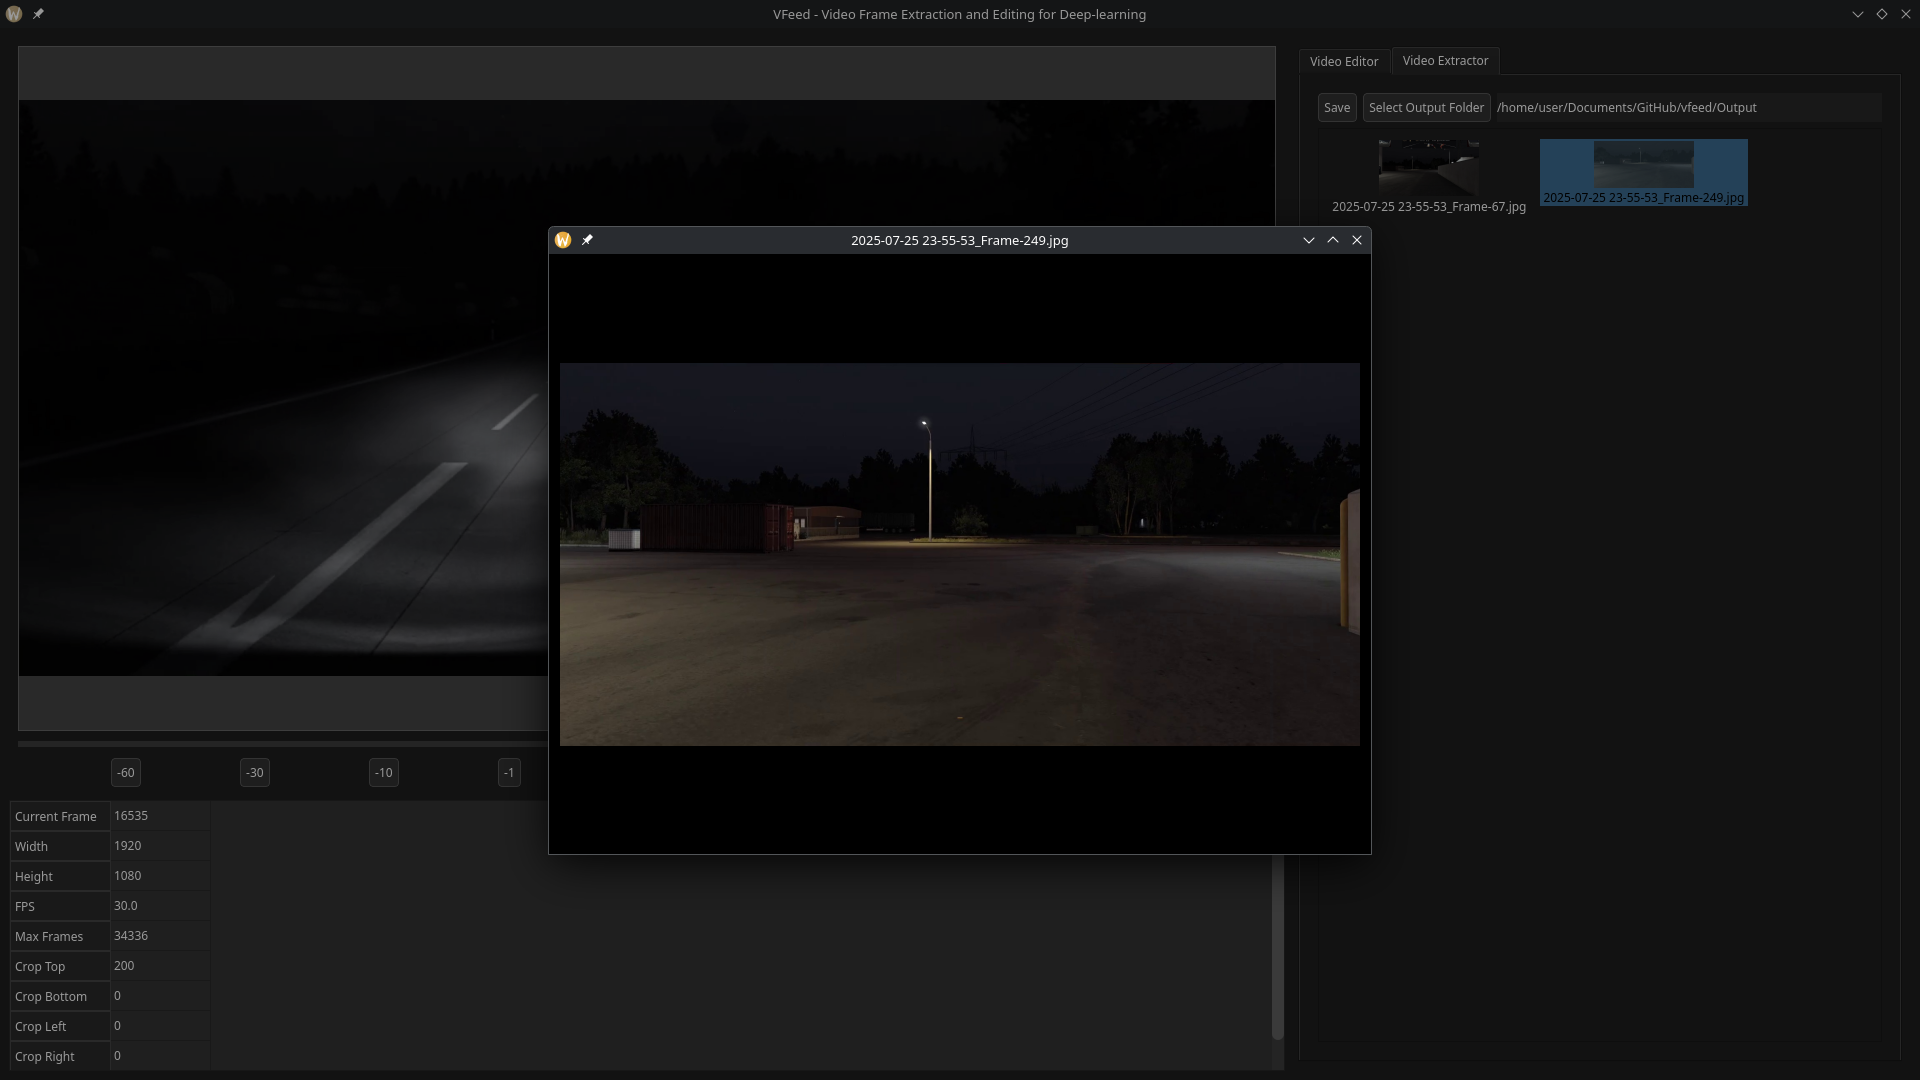 VFeed - Video Frame Extraction and Editing for Deep-learning
Video Editor
Video Extractor
Save
Select Output Folder
/home/user/Documents/GitHub/vfeed/Output
2025-07-25 23-55-53_Frame-67.jpg
2025-07-25 23-55-53_Frame-249.jpg
2025-07-25 23-55-53_Frame-249.jpg
-60
-30
-10
-1
Current Frame 16535
Width 1920
Height 1080
FPS 30.0
Max Frames 34336
Crop Top 200
Crop Bottom 0
Crop Left 0
Crop Right 0